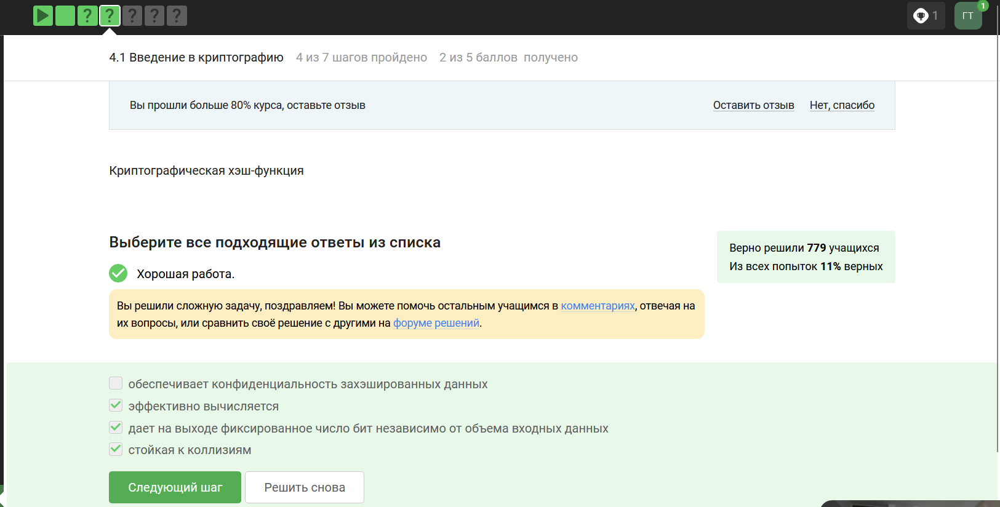 ? ? ? ? ?
1
ГТ
1
4.1 Введение в криптографию 4 из 7 шагов пройдено 2 из 5 баллов получено
Вы прошли больше 80% курса, оставьте отзыв Оставить отзыв Нет, спасибо
Криптографическая хэш-функция
Выберите все подходящие ответы из списка
Верно решили 779 учащихся
Из всех попыток 11% верных
Хорошая работа.
Вы решили сложную задачу, поздравляем! Вы можете помочь остальным учащимся в комментариях, отвечая на
их вопросы, или сравнить своё решение с другими на форуме решений.
обеспечивает конфиденциальность захэшированных данных
эффективно вычисляется
дает на выходе фиксированное число бит независимо от объема входных данных
стойкая к коллизиям
Следующий шаг Решить снова